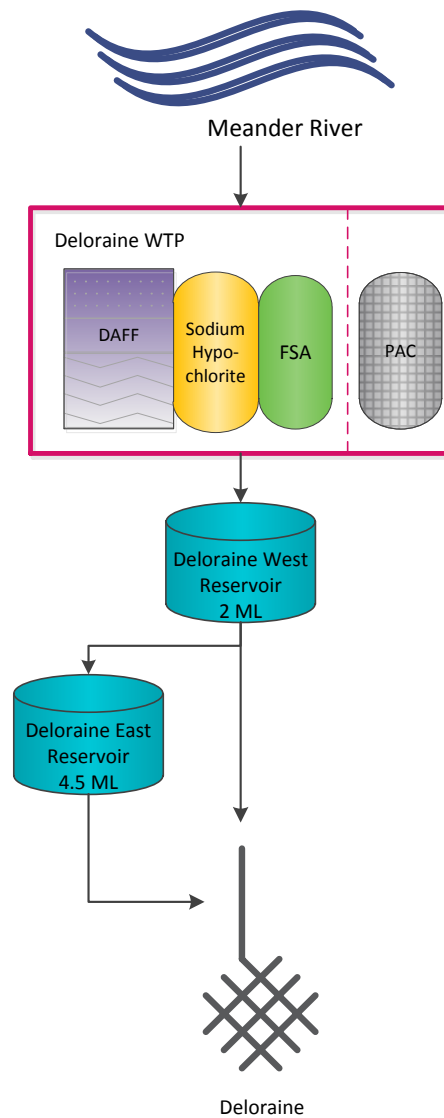 Meander River
Deloraine WTP
DAFF
Sodium
Hypo-
chlorite
FSA
PAC
Deloraine West
Reservoir
2 ML
Deloraine East
Reservoir
4.5 ML
Deloraine